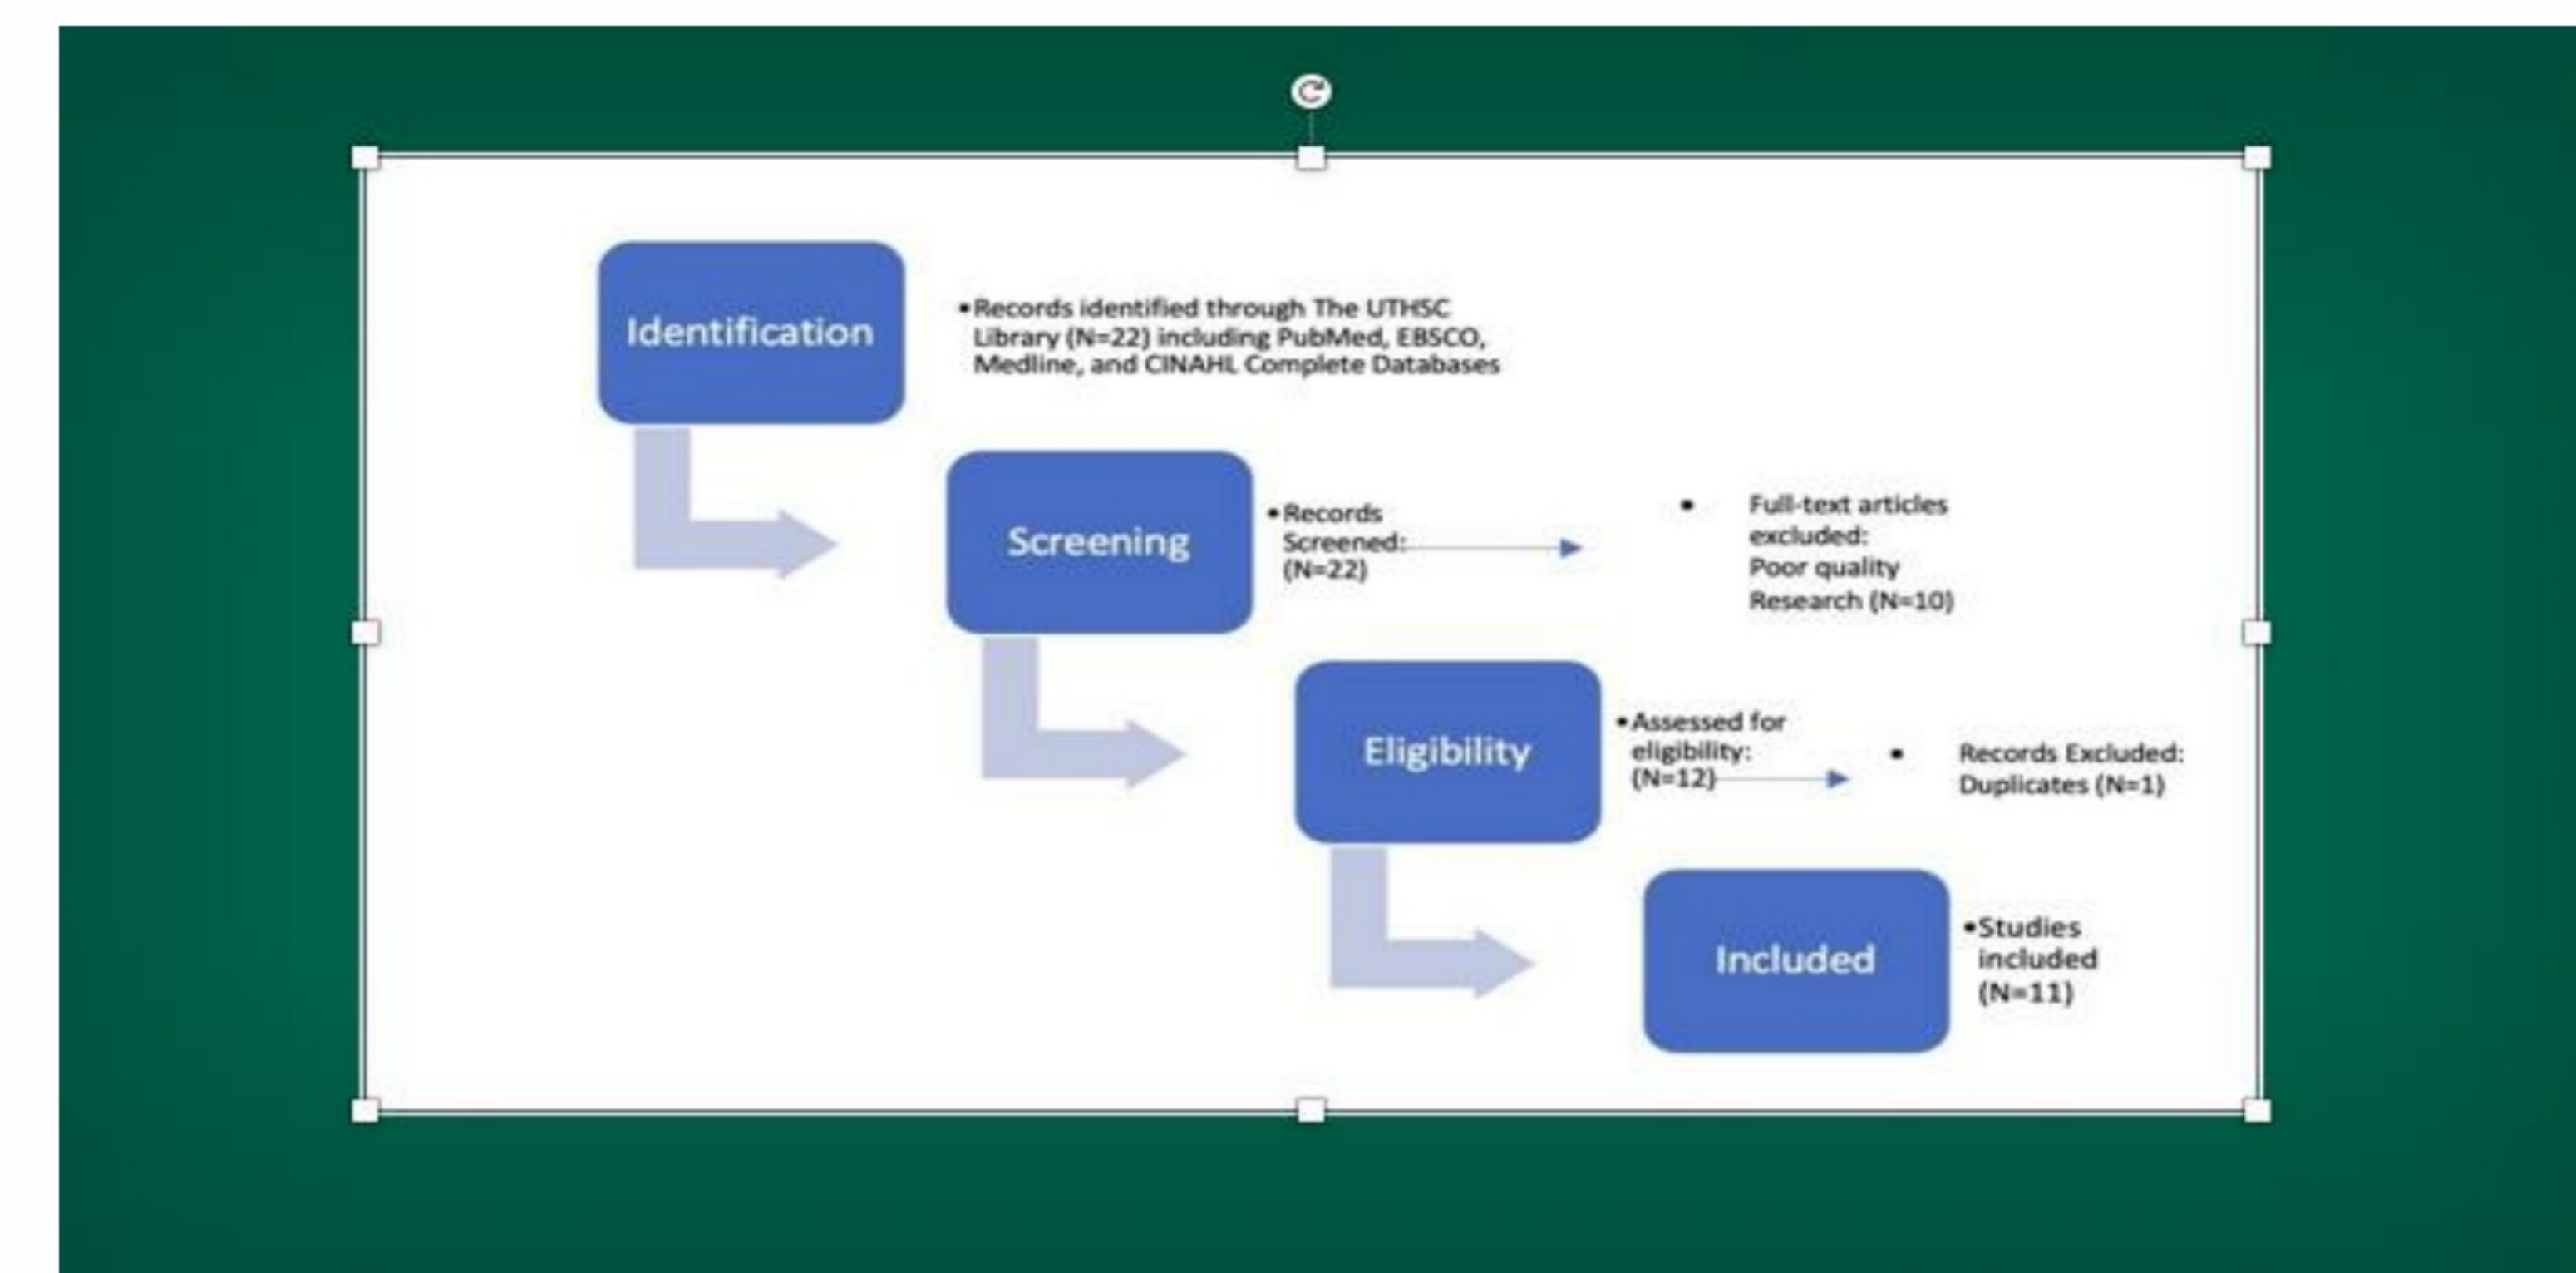 Identification
•Records identified through The UTHSC
Library (N=22) including PubMed, EBSCO,
Medline, and CINAHL Complete Databases
Screening
•Records
Screened:
(N=22)
• Full-text articles
excluded:
Poor quality
Research (N=10)
Eligibility
•Assessed for
eligibility:
(N=12)
• Records Excluded:
Duplicates (N=1)
Included
•Studies
included
(N=11)